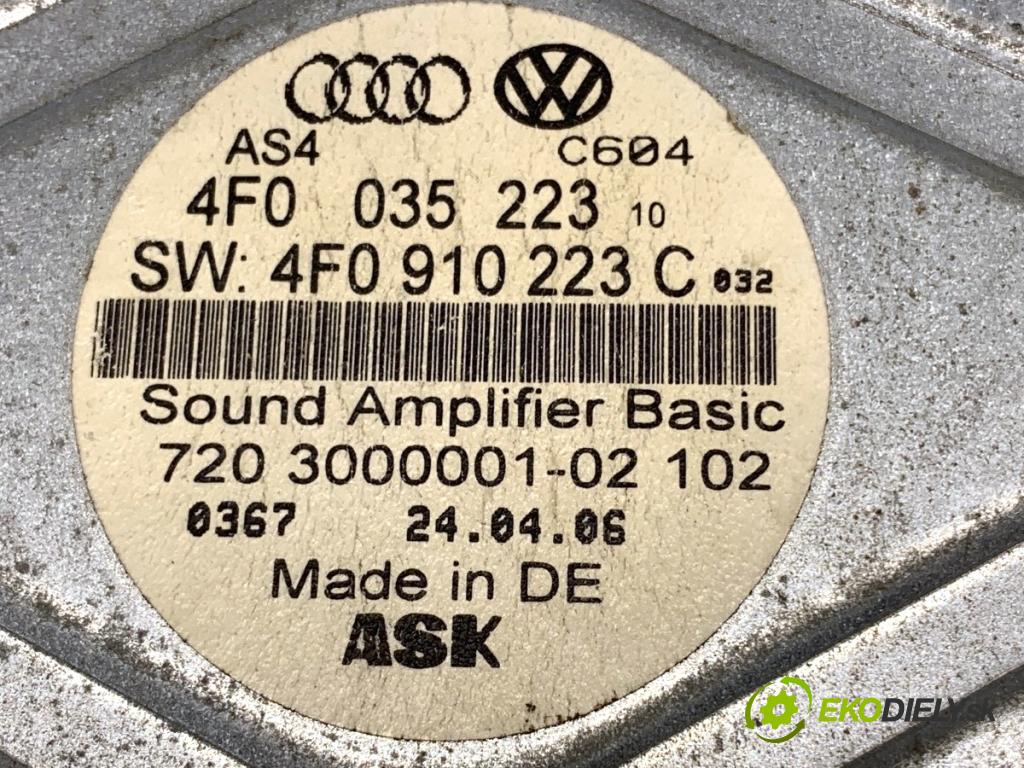 AS4 C604
4F0 035 223 10
SW: 4F0 910 223 C 032
Sound Amplifier Basic
720 3000001-02 102
0367 24.04.06
Made in DE
ASK
EKODIELY.SK